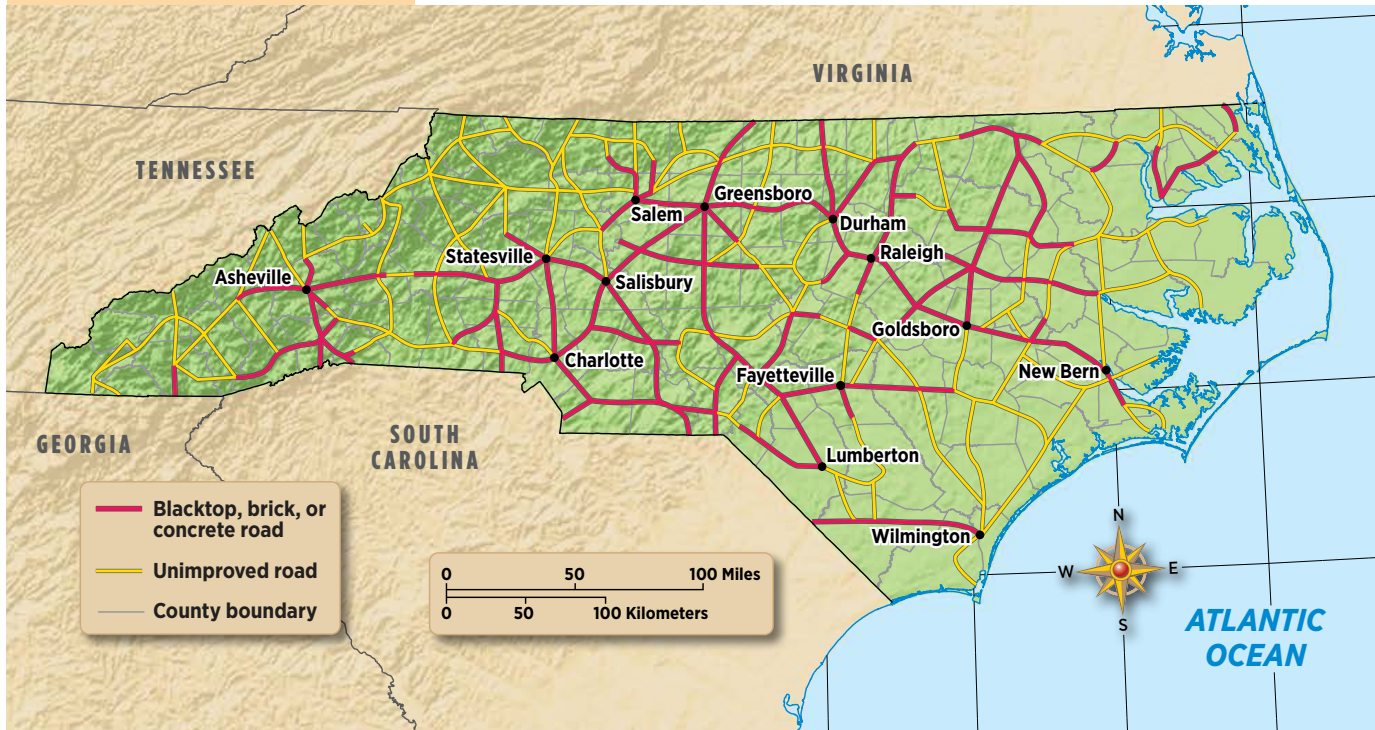 VIRGINIA
TENNESSEE
Greensboro
Salem
Durham
Statesville
Raleigh
Asheville
Salisbury
Goldsboro
Charlotte
New Bern
Fayetteville
GEORGIA
SOUTH
CAROLINA
Lumberton
Wilmington
Blacktop, brick, or
concrete road
Unimproved road
County boundary
0 50 100 Miles
0 50 100 Kilometers
N
W E
S
ATLANTIC
OCEAN